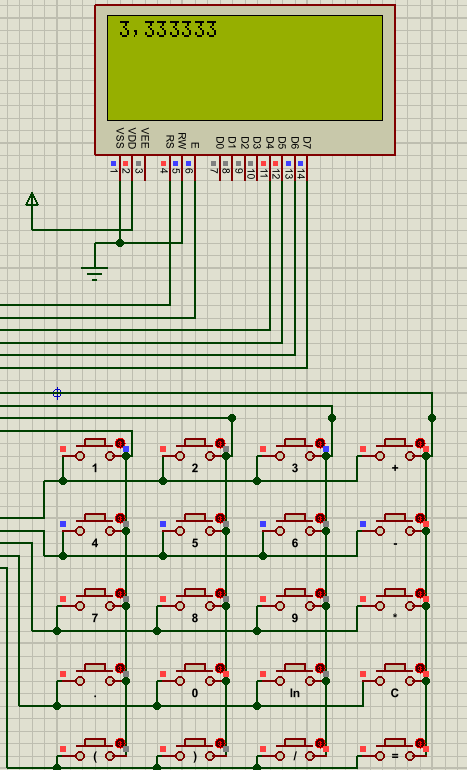 3,333333
VSS VDD VEE RS RW E D0 D1 D2 D3 D4 D5 D6 D7
1 2 3 4 5 6 7 8 9 10 11 12 13 14
1 2 3 +
4 5 6 -
7 8 9 *
. 0 ln C
( ) / =